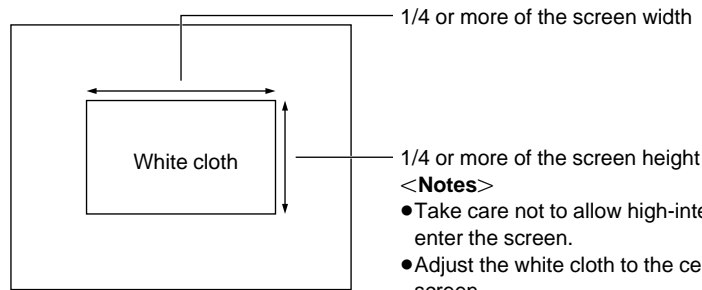 1/4 or more of the screen width
White cloth
1/4 or more of the screen height
<Notes>
●Take care not to allow high-inte
enter the screen.
●Adjust the white cloth to the ce
screen.